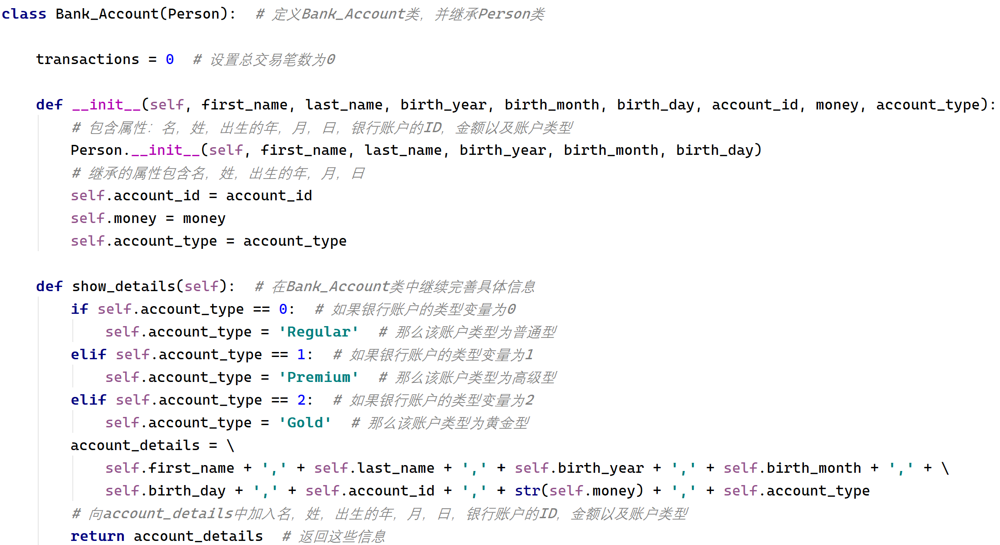 class Bank_Account(Person):  # 定义Bank_Account类，并继承Person类
transactions = 0  # 设置总交易笔数为0
def __init__(self, first_name, last_name, birth_year, birth_month, birth_day, account_id, money, account_type):
# 包含属性：名，姓，出生的年，月，日，银行账户的ID，金额以及账户类型
Person.__init__(self, first_name, last_name, birth_year, birth_month, birth_day)
# 继承的属性包含名，姓，出生的年，月，日
self.account_id = account_id
self.money = money
self.account_type = account_type
def show_details(self):  # 在Bank_Account类中继续完善具体信息
if self.account_type == 0:  # 如果银行账户的类型变量为0
self.account_type = 'Regular'  # 那么该账户类型为普通型
elif self.account_type == 1:  # 如果银行账户的类型变量为1
self.account_type = 'Premium'  # 那么该账户类型为高级型
elif self.account_type == 2:  # 如果银行账户的类型变量为2
self.account_type = 'Gold'  # 那么该账户类型为黄金型
account_details = \
self.first_name + ',' + self.last_name + ',' + self.birth_year + ',' + self.birth_month + ',' + \
self.birth_day + ',' + self.account_id + ',' + str(self.money) + ',' + self.account_type
# 向account_details中加入名，姓，出生的年，月，日，银行账户的ID，金额以及账户类型
return account_details  # 返回这些信息